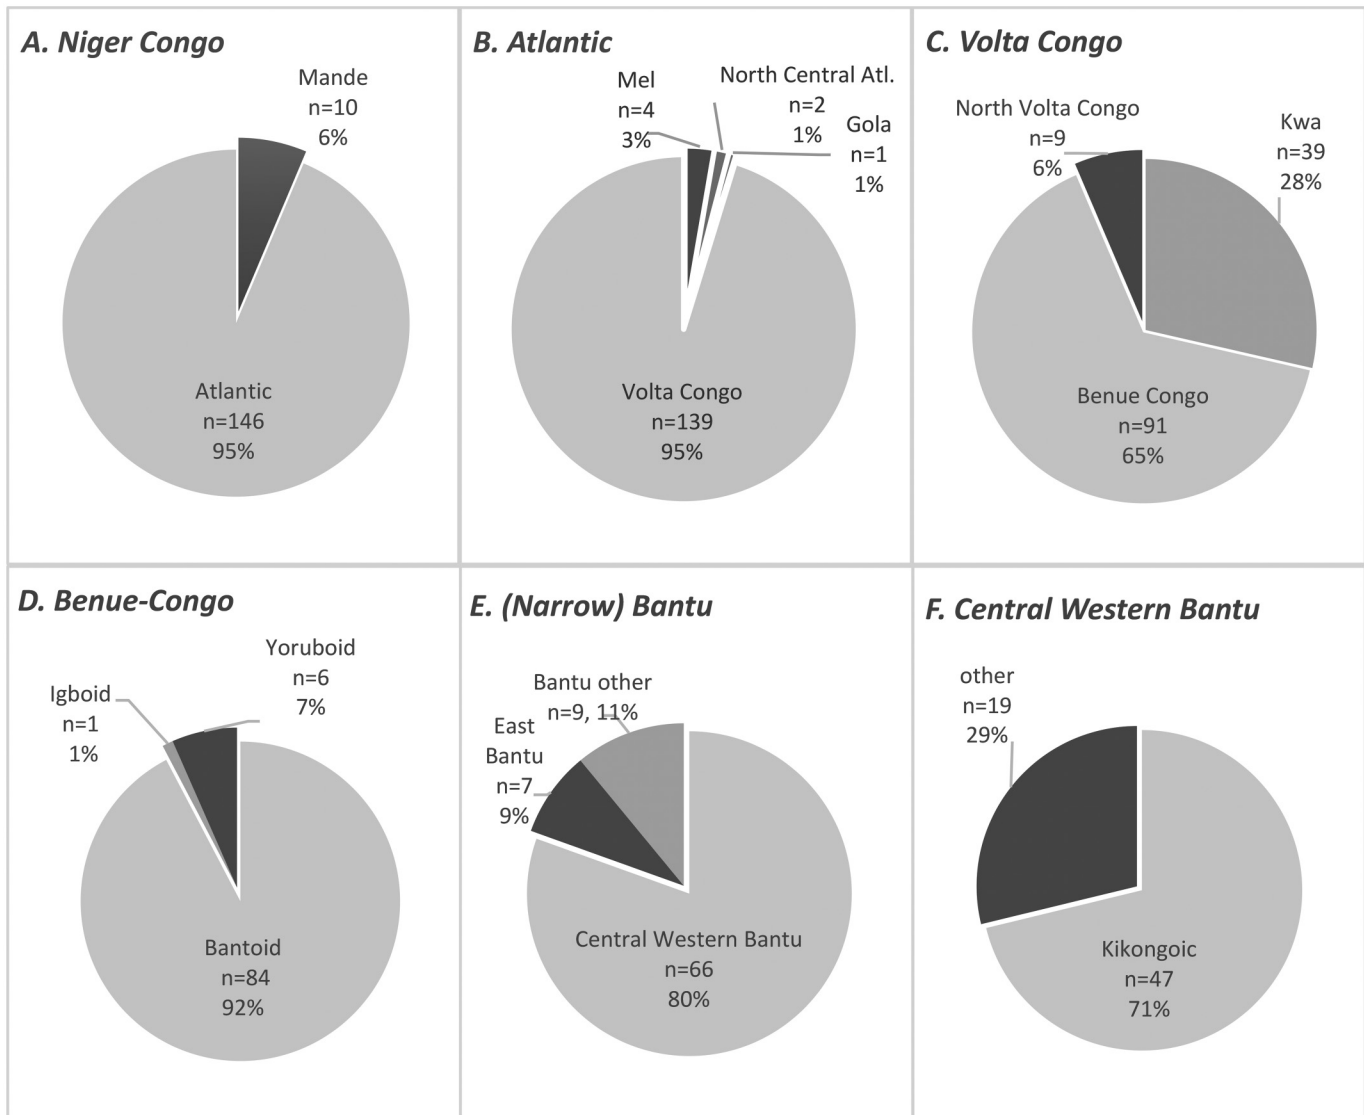 A. Niger Congo
Mande
n=10
6%
Atlantic
n=146
95%
B. Atlantic
Mel
n=4
3%
North Central Atl.
n=2
1%
Gola
n=1
1%
Volta Congo
n=139
95%
C. Volta Congo
North Volta Congo
n=9
6%
Kwa
n=39
28%
Benue Congo
n=91
65%
D. Benue-Congo
Yoruboid
n=6
7%
Igboid
n=1
1%
Bantoid
n=84
92%
E. (Narrow) Bantu
Bantu other
n=9, 11%
East
Bantu
n=7
9%
Central Western Bantu
n=66
80%
F. Central Western Bantu
other
n=19
29%
Kikongoic
n=47
71%